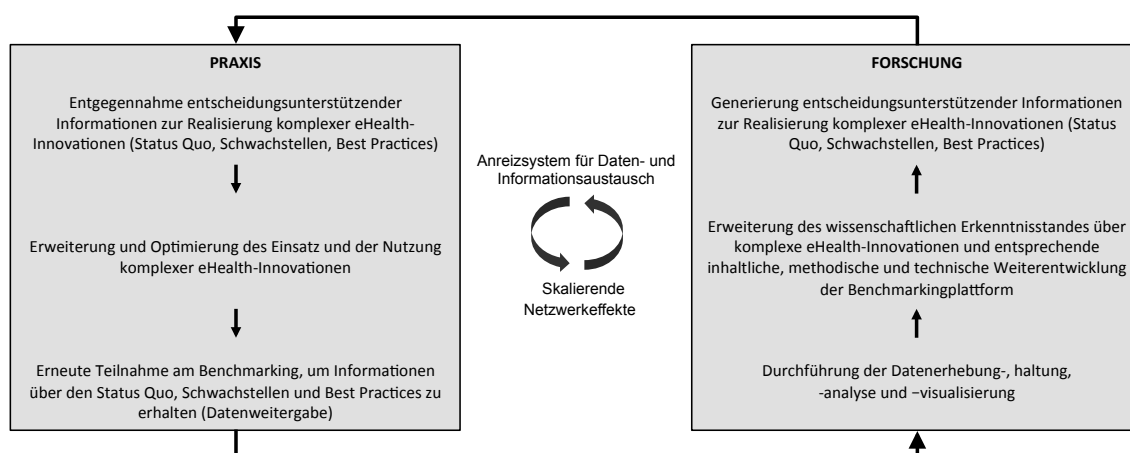 PRAXIS
Entgegennahme entscheidungsunterstützender
Informationen zur Realisierung komplexer eHealth-
Innovationen (Status Quo, Schwachstellen, Best Practices)
Erweiterung und Optimierung des Einsatz und der Nutzung
komplexer eHealth-Innovationen
Erneute Teilnahme am Benchmarking, um Informationen
über den Status Quo, Schwachstellen und Best Practices zu
erhalten (Datenweitergabe)
Anreizsystem für Daten- und
Informationsaustausch
Skalierende
Netzwerkeffekte
FORSCHUNG
Generierung entscheidungsunterstützender Informationen
zur Realisierung komplexer eHealth-Innovationen (Status
Quo, Schwachstellen, Best Practices)
Erweiterung des wissenschaftlichen Erkenntnisstandes über
komplexe eHealth-Innovationen und entsprechende
inhaltliche, methodische und technische Weiterentwicklung
der Benchmarkingplattform
Durchführung der Datenerhebung-, haltung,
-analyse und –visualisierung